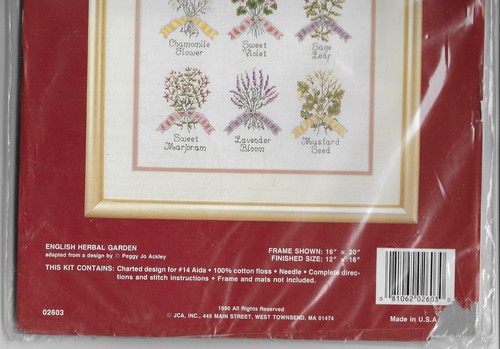 Chamomile
Flower
Sweet
Violet
Sage
Leaf
Sweet
Marjoram
Lavender
Bloom
Mustard
Seed
ENGLISH HERBAL GARDEN
adapted from a design by © Peggy Jo Ackley
FRAME SHOWN: 16" × 20"
FINISHED SIZE: 12" × 16"
THIS KIT CONTAINS: Charted design for #14 Aida • 100% cotton floss • Needle • Complete direc-
tions and stitch instructions • Frame and mats not included.
02603
1990 All Rights Reserved
© JCA, INC., 445 MAIN STREET, WEST TOWNSEND, MA 01474
81062 02603
Made in U.S.A